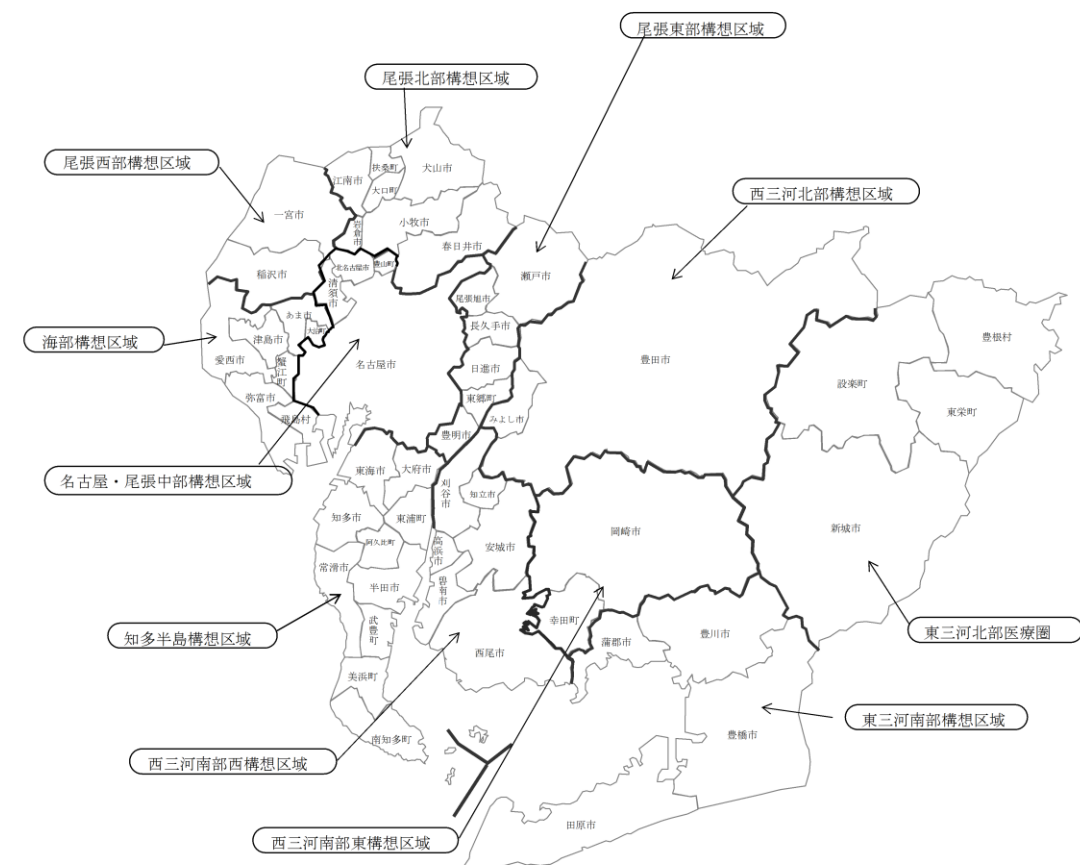 尾張東部構想区域
尾張北部構想区域
尾張西部構想区域
西三河北部構想区域
犬山市
扶桑町
江南市
大口町
一宮市
小牧市
岩倉市
春日井市
稲沢市
北名古屋市
豊山町
瀬戸市
清須市
尾張旭市
あま市
大治町
長久手市
海部構想区域
津島市
愛西市
蟹江町
名古屋市
日進市
豊田市
豊根村
設楽町
東栄町
弥富市
飛島村
東郷町
みよし市
豊明市
名古屋・尾張中部構想区域
東海市
大府市
刈谷市
知立市
知多市
東浦町
岡崎市
新城市
阿久比町
高浜市
安城市
常滑市
半田市
碧南市
幸田町
武豊町
知多半島構想区域
蒲郡市
豊川市
東三河北部医療圏
西尾市
美浜町
東三河南部構想区域
南知多町
豊橋市
西三河南部西構想区域
田原市
西三河南部東構想区域